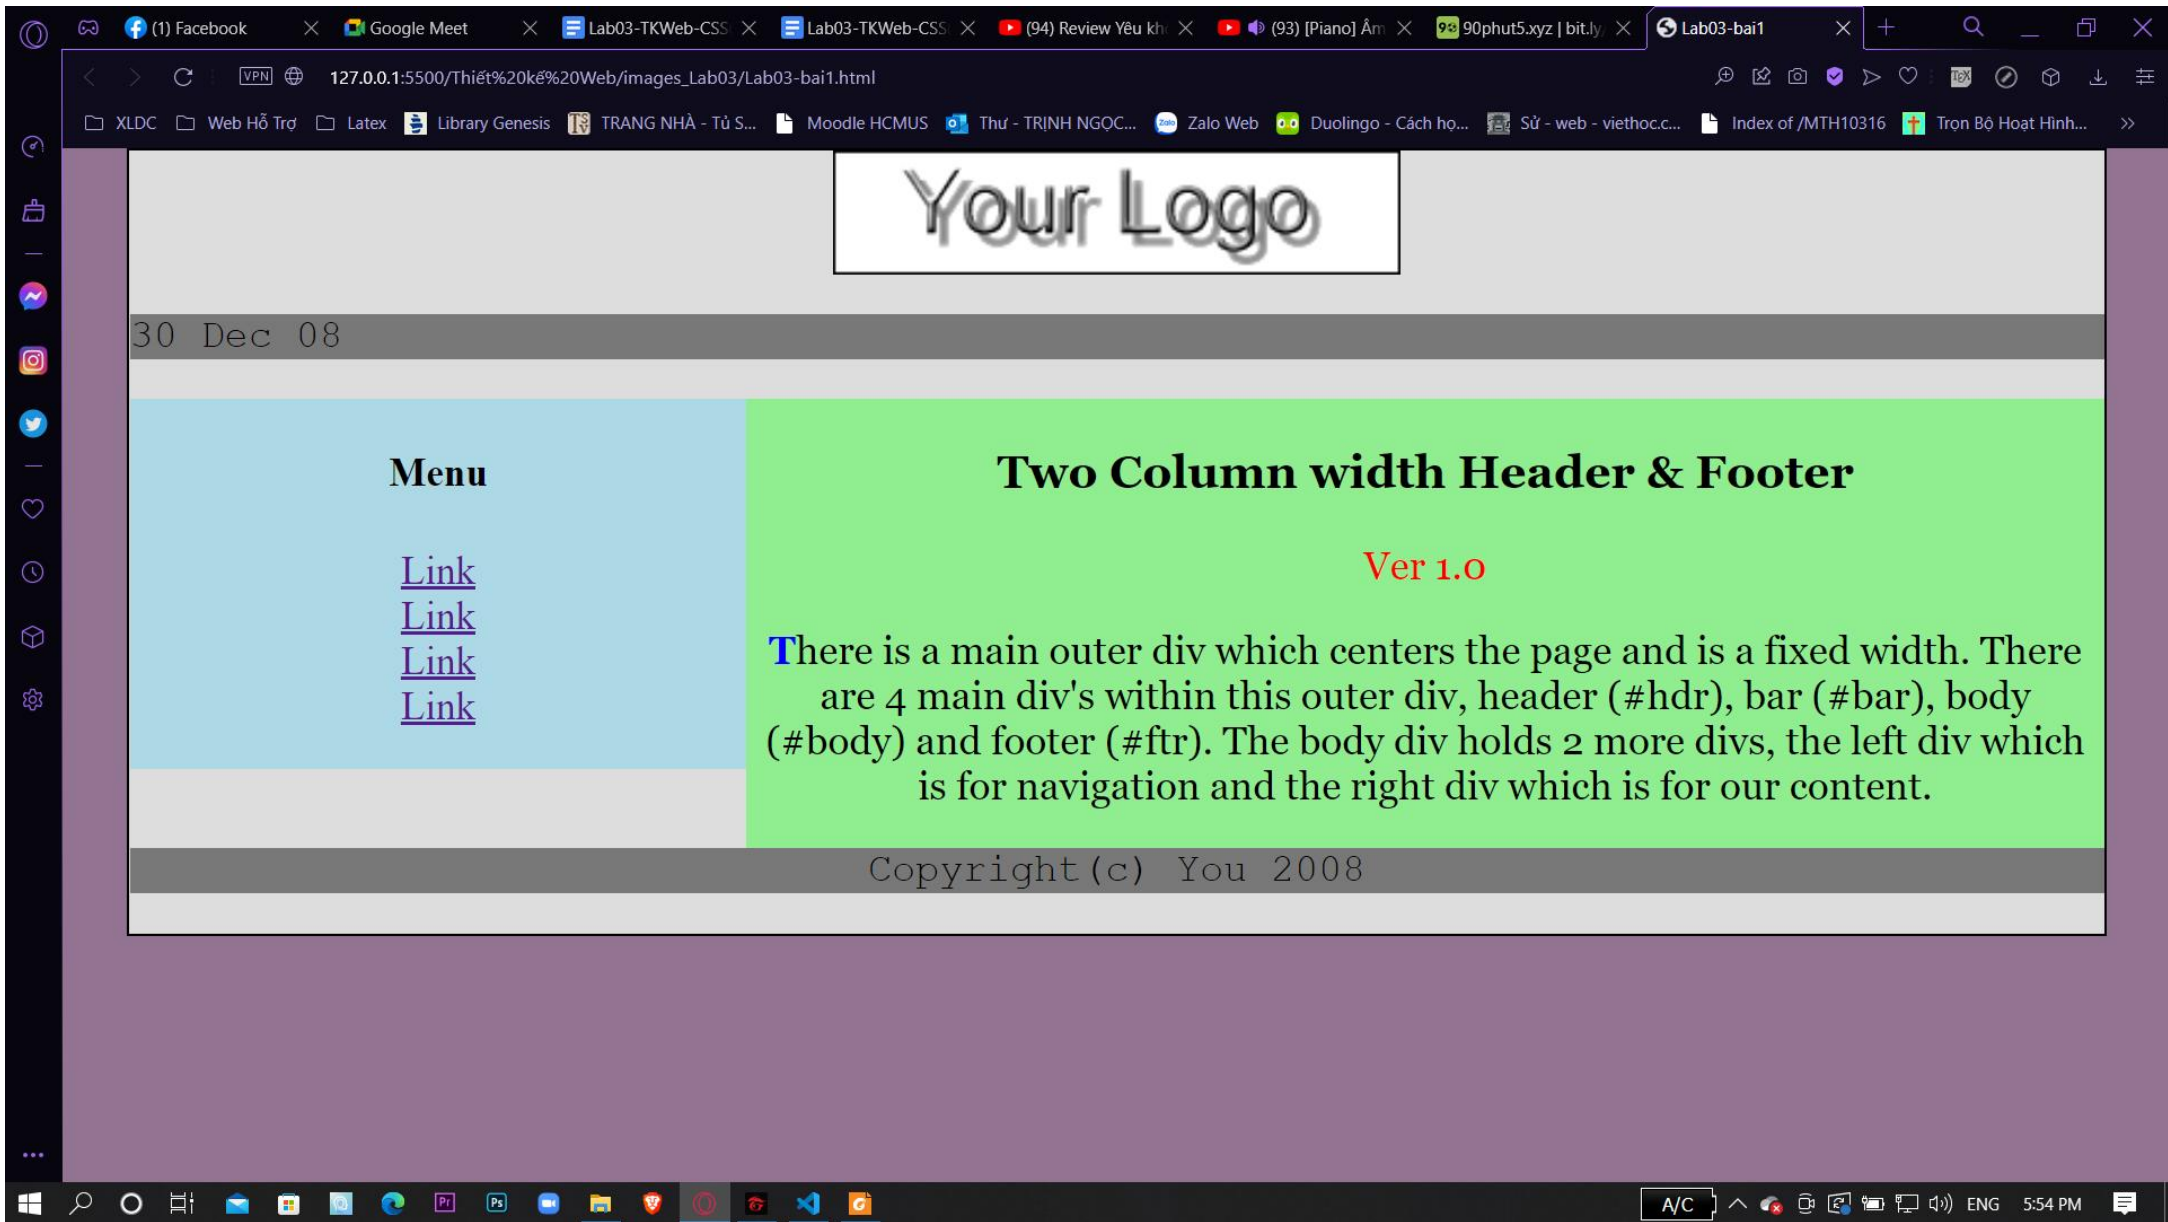 (1) Facebook
Google Meet
Lab03-TKWeb-CSS
Lab03-TKWeb-CSS
(94) Review Yêu kh
(93) [Piano] Âm
90phut5.xyz | bit.ly/
Lab03-bai1
VPN
127.0.0.1:5500/Thiết%20kế%20Web/images_Lab03/Lab03-bai1.html
XLDC
Web Hỗ Trợ
Latex
Library Genesis
TRANG NHÀ - Tủ S...
Moodle HCMUS
Thư - TRỊNH NGỌC...
Zalo Web
Duolingo - Cách họ...
Sử - web - viethoc.c...
Index of /MTH10316
Trọn Bộ Hoạt Hình...
Your Logo
30 Dec 08
Menu
Link
Link
Link
Link
Two Column width Header & Footer
Ver 1.0
There is a main outer div which centers the page and is a fixed width. There
are 4 main div's within this outer div, header (#hdr), bar (#bar), body
(#body) and footer (#ftr). The body div holds 2 more divs, the left div which
is for navigation and the right div which is for our content.
Copyright(c) You 2008
Pr
Ps
A/C
ENG
5:54 PM